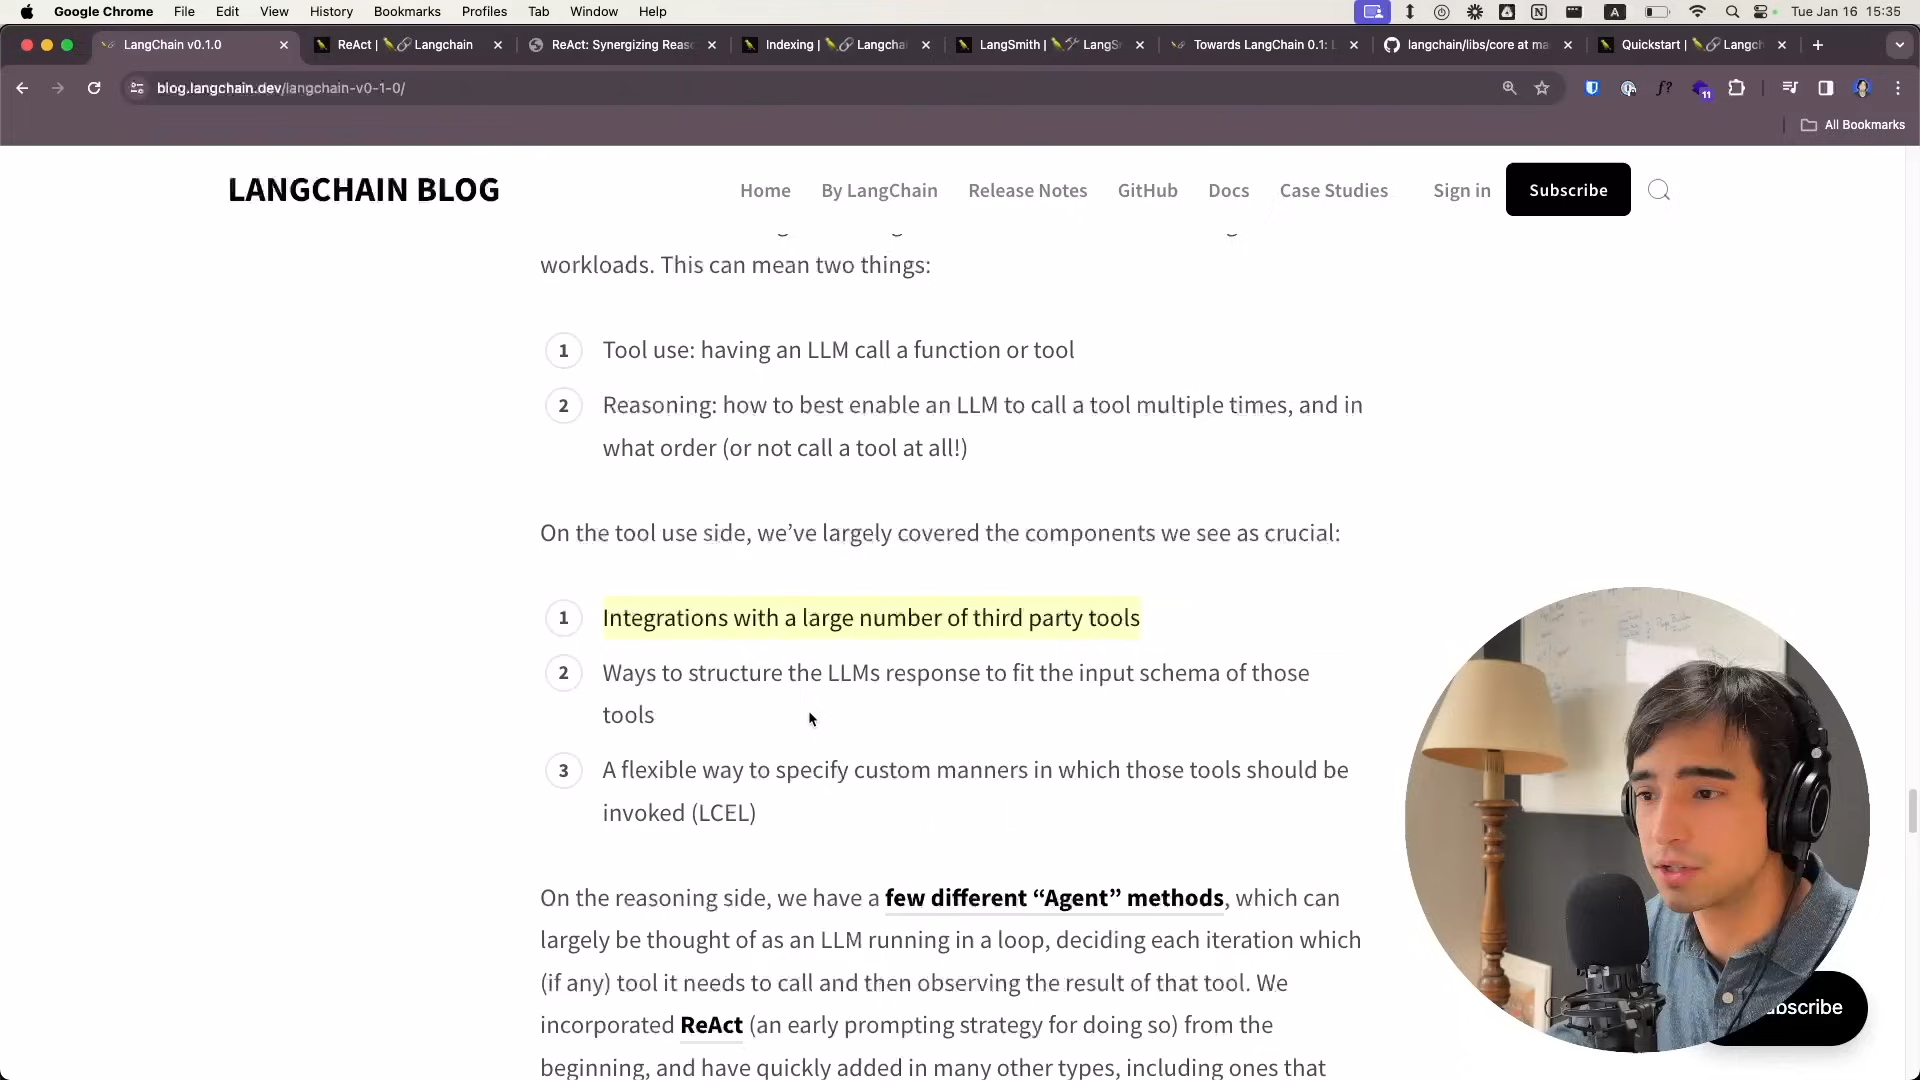 Google Chrome File Edit View History Bookmarks Profiles Tab Window Help A Tue Jan 16 15:35
LangChain v0.1.0 ReAct | Langchain ReAct: Synergizing Reas Indexing | Langcha LangSmith | LangS Towards LangChain 0.1: L langchain/libs/core at ma Quickstart | Langch
blog.langchain.dev/langchain-v0-1-0/ f? 11
All Bookmarks
LANGCHAIN BLOG Home By LangChain Release Notes GitHub Docs Case Studies Sign in Subscribe
workloads. This can mean two things:
1 Tool use: having an LLM call a function or tool
2 Reasoning: how to best enable an LLM to call a tool multiple times, and in
what order (or not call a tool at all!)
On the tool use side, we’ve largely covered the components we see as crucial:
1 Integrations with a large number of third party tools
2 Ways to structure the LLMs response to fit the input schema of those
tools
3 A flexible way to specify custom manners in which those tools should be
invoked (LCEL)
On the reasoning side, we have a few different “Agent” methods, which can
largely be thought of as an LLM running in a loop, deciding each iteration which
(if any) tool it needs to call and then observing the result of that tool. We
incorporated ReAct (an early prompting strategy for doing so) from the
beginning, and have quickly added in many other types, including ones that
bscribe